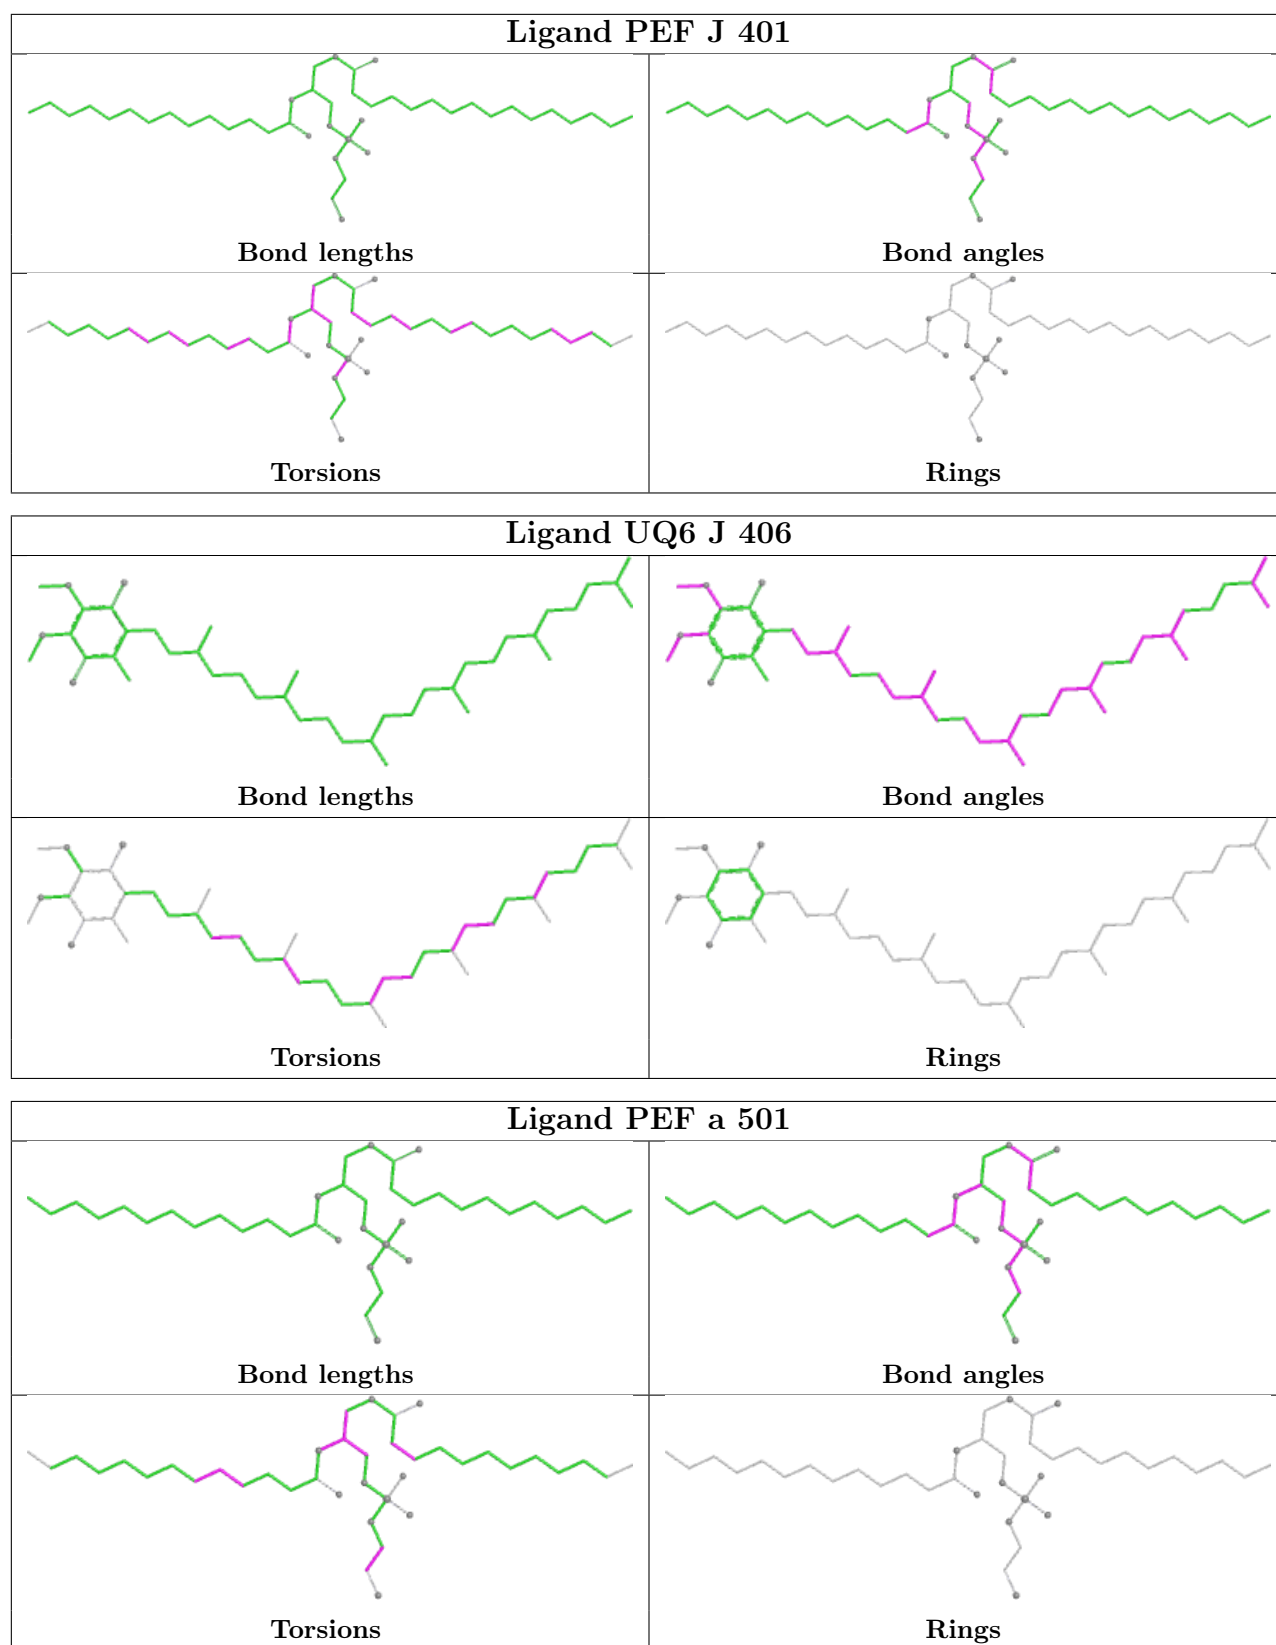 Ligand PEF J 401
Bond lengths
Bond angles
Torsions
Rings
Ligand UQ6 J 406
Bond lengths
Bond angles
Torsions
Rings
Ligand PEF a 501
Bond lengths
Bond angles
Torsions
Rings